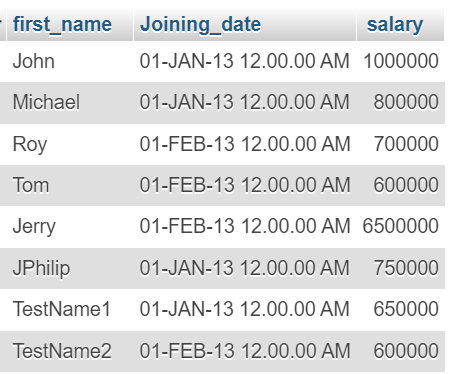 first_name Joining_date salary
John 01-JAN-13 12.00.00 AM 1000000
Michael 01-JAN-13 12.00.00 AM 800000
Roy 01-FEB-13 12.00.00 AM 700000
Tom 01-FEB-13 12.00.00 AM 600000
Jerry 01-FEB-13 12.00.00 AM 6500000
JPhilip 01-JAN-13 12.00.00 AM 750000
TestName1 01-JAN-13 12.00.00 AM 650000
TestName2 01-FEB-13 12.00.00 AM 600000